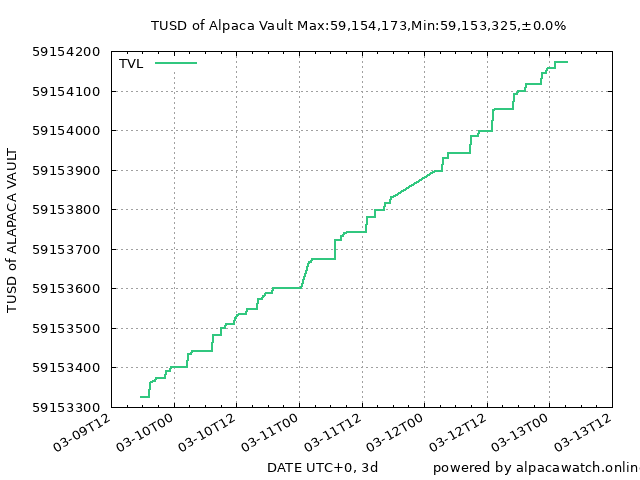 TUSD of Alpaca Vault Max:59,154,173,Min:59,153,325,±0.0%
TVL
59154200
59154100
59154000
59153900
59153800
59153700
59153600
59153500
59153400
59153300
TUSD of ALAPACA VAULT
03-09T12
03-10T00
03-10T12
03-11T00
03-11T12
03-12T00
03-12T12
03-13T00
03-13T12
DATE UTC+0, 3d
powered by alpacawatch.onlin